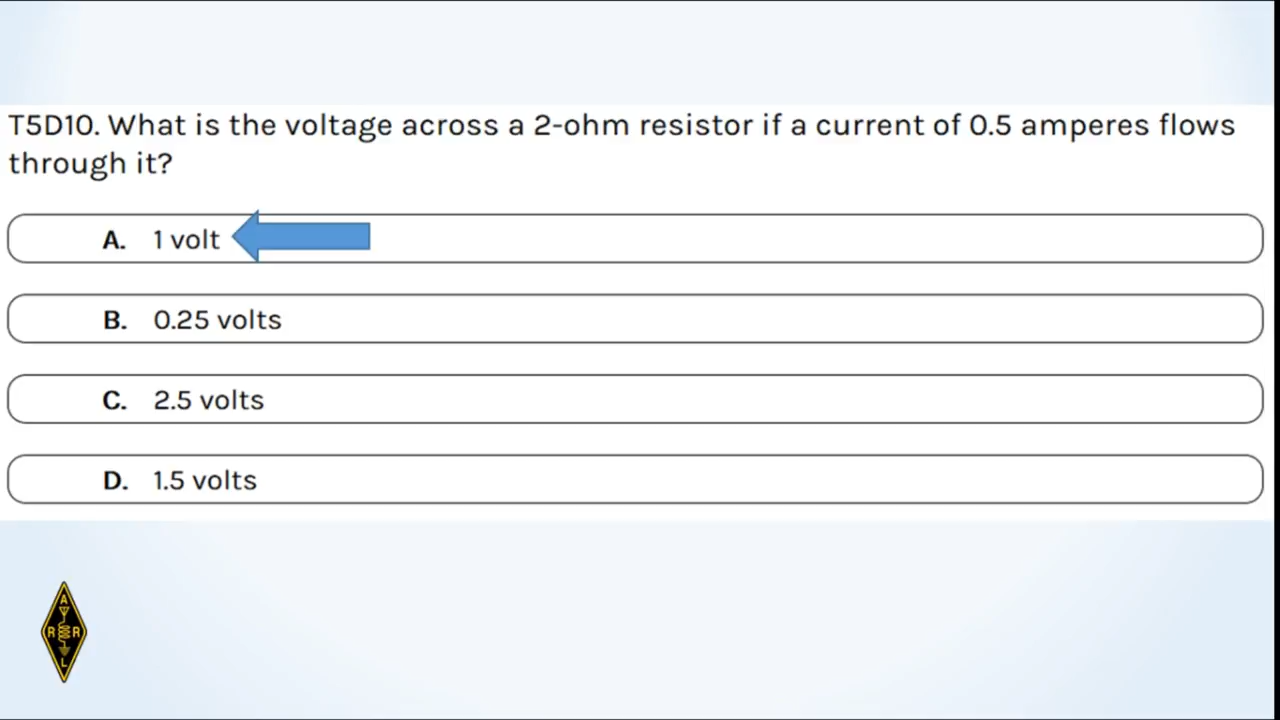 T5D10. What is the voltage across a 2-ohm resistor if a current of 0.5 amperes flows
through it?
A. 1 volt
B. 0.25 volts
C. 2.5 volts
D. 1.5 volts
A
R R
L